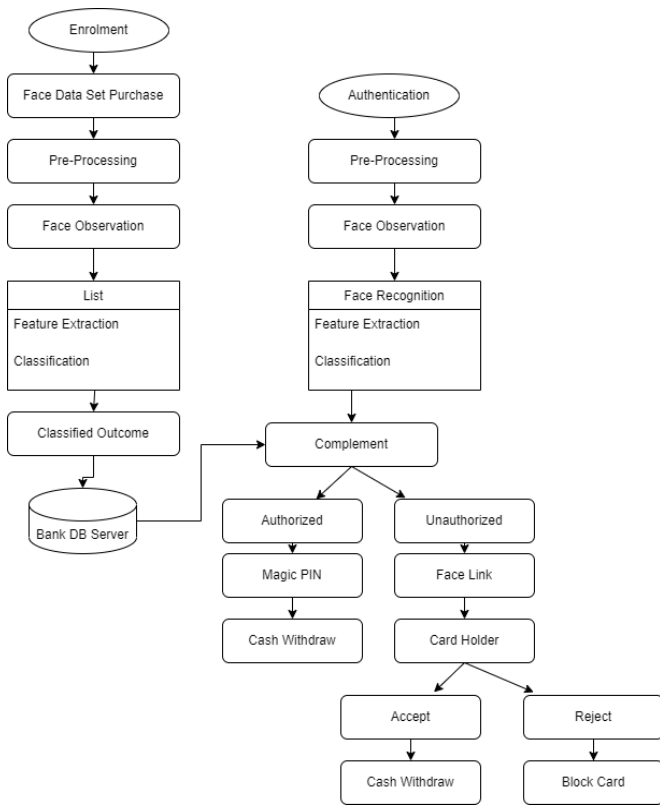 Enrolment
Face Data Set Purchase
Pre-Processing
Face Observation
List
Feature Extraction
Classification
Classified Outcome
Bank DB Server
Authentication
Pre-Processing
Face Observation
Face Recognition
Feature Extraction
Classification
Complement
Authorized
Magic PIN
Cash Withdraw
Unauthorized
Face Link
Card Holder
Accept
Cash Withdraw
Reject
Block Card